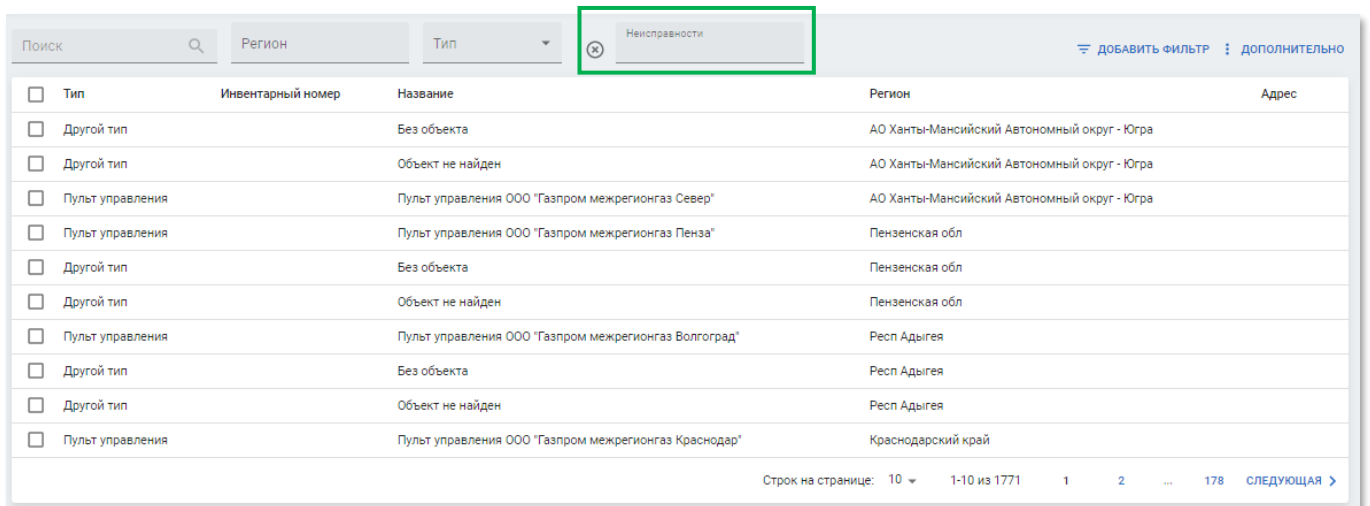 Поиск Регион Тип Неисправности ДОБАВИТЬ ФИЛЬТР ДОПОЛНИТЕЛЬНО
Тип Инвентарный номер Название Регион Адрес
Другой тип Без объекта АО Ханты-Мансийский Автономный округ - Югра
Другой тип Объект не найден АО Ханты-Мансийский Автономный округ - Югра
Пульт управления Пульт управления ООО "Газпром межрегионгаз Север" АО Ханты-Мансийский Автономный округ - Югра
Пульт управления Пульт управления ООО "Газпром межрегионгаз Пенза" Пензенская обл
Другой тип Без объекта Пензенская обл
Другой тип Объект не найден Пензенская обл
Пульт управления Пульт управления ООО "Газпром межрегионгаз Волгоград" Респ Адыгея
Другой тип Без объекта Респ Адыгея
Другой тип Объект не найден Респ Адыгея
Пульт управления Пульт управления ООО "Газпром межрегионгаз Краснодар" Краснодарский край
Строк на странице: 10 1-10 из 1771 1 2 ... 178 СЛЕДУЮЩАЯ